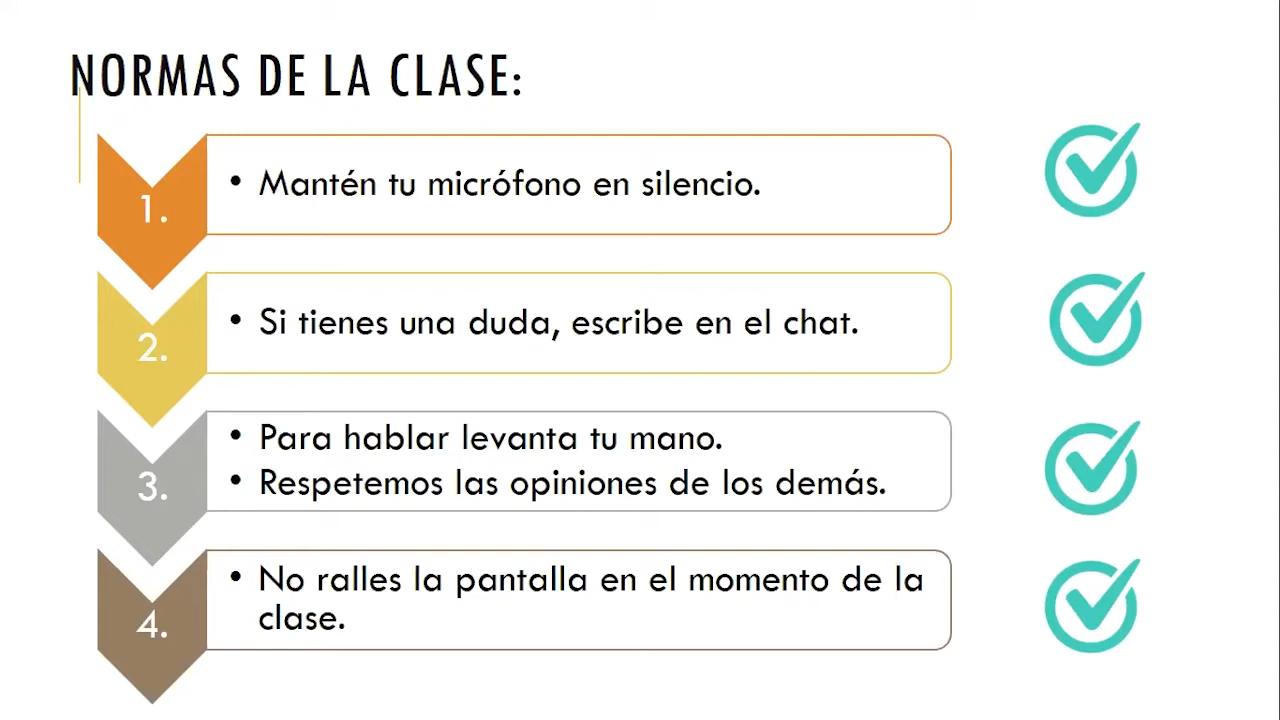 NORMAS DE LA CLASE:
1.
• Mantén tu micrófono en silencio.
2.
• Si tienes una duda, escribe en el chat.
3.
• Para hablar levanta tu mano.
• Respetemos las opiniones de los demás.
4.
• No ralles la pantalla en el momento de la
clase.